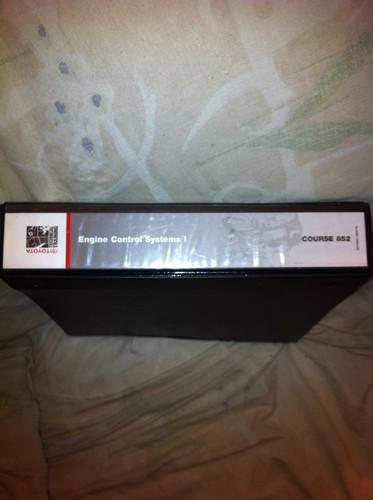 TOYOTA
Engine Control Systems I
COURSE 852